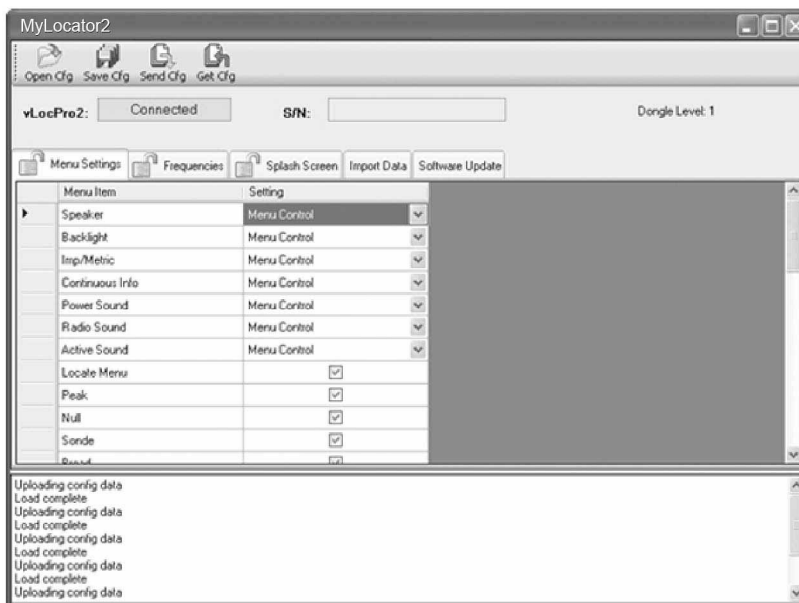 MyLocator2
Open Cfg Save Cfg Send Cfg Get Cfg
vLocPro2: Connected S/N: Dongle Level: 1
Menu Settings Frequencies Splash Screen Import Data Software Update
Menu Item Setting
Speaker Menu Control
Backlight Menu Control
Imp/Metric Menu Control
Continuous Info Menu Control
Power Sound Menu Control
Radio Sound Menu Control
Active Sound Menu Control
Locate Menu
Peak
Null
Sonde
Uploading config data
Load complete
Uploading config data
Load complete
Uploading config data
Load complete
Uploading config data
Load complete
Uploading config data